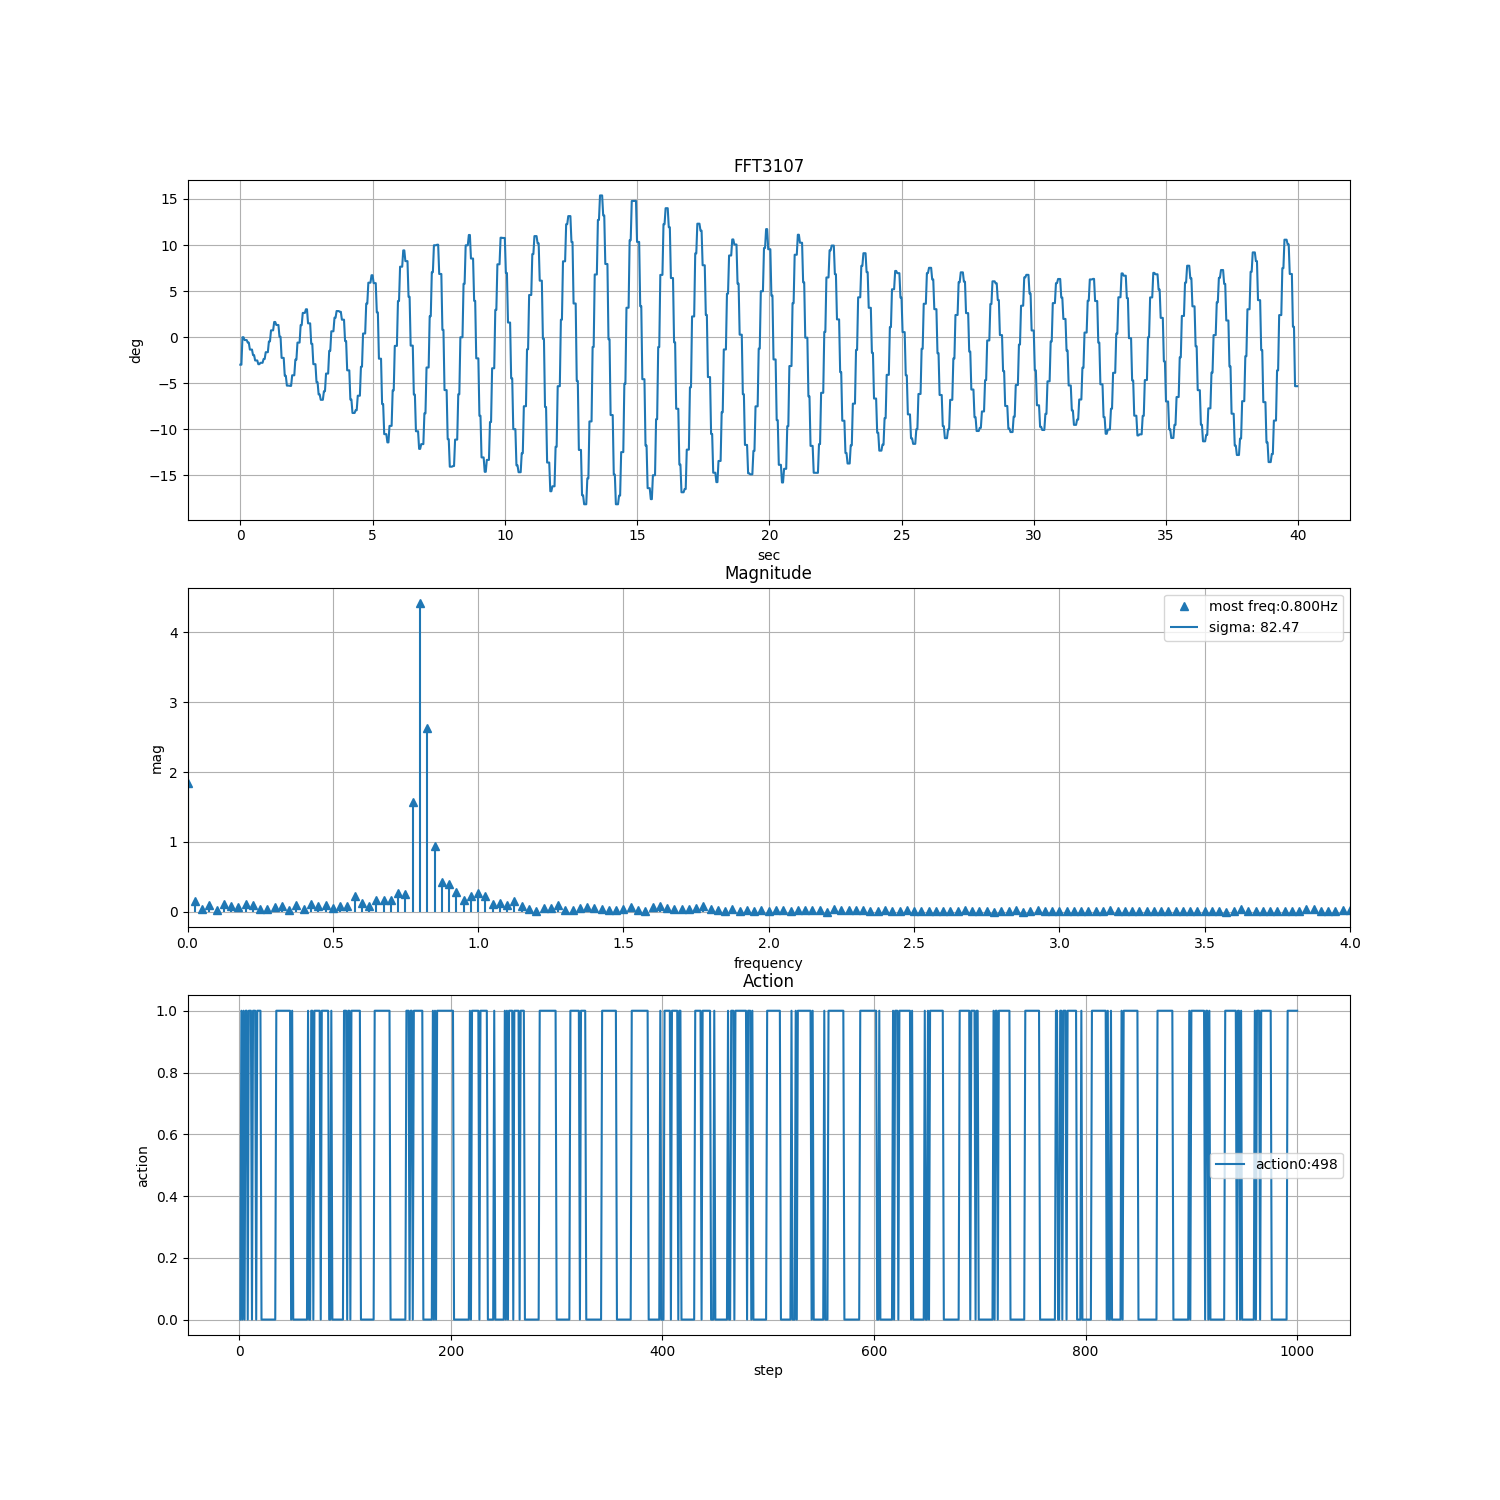 FFT3107
15
10
5
0
−5
−10
−15
deg
0 5 10 15 20 25 30 35 40
sec
Magnitude
most freq:0.800Hz
sigma: 82.47
4
3
2
1
0
mag
0.0 0.5 1.0 1.5 2.0 2.5 3.0 3.5 4.0
frequency
Action
1.0
0.8
0.6
0.4
0.2
0.0
action
action0:498
0 200 400 600 800 1000
step